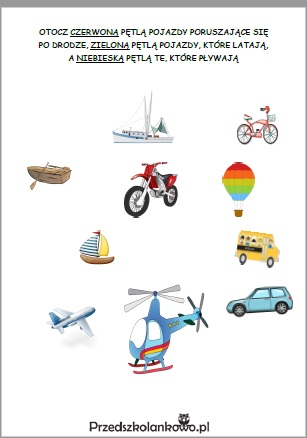 OTOCZ CZERWONĄ PĘTLĄ POJAZDY PORUSZAJĄCE SIĘ
PO DRODZE, ZIELONĄ PĘTLĄ POJAZDY, KTÓRE LATAJĄ,
A NIEBIESKĄ PĘTLĄ TE, KTÓRE PŁYWAJĄ
Przedszkolankowo.pl